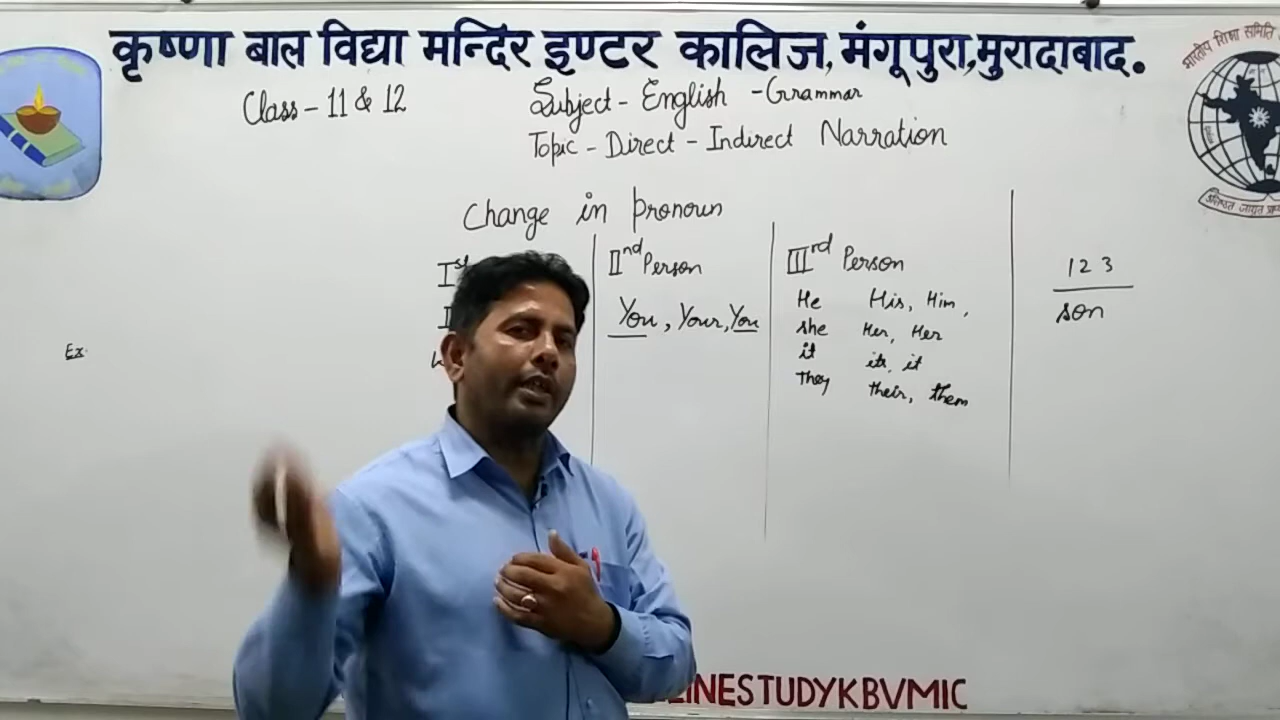 कृष्णा बाल विद्या मन्दिर इण्टर कालिज, मंगूपुरा, मुरादाबाद.
Class - 11 & 12
Subject - English - Grammar
Topic - Direct - Indirect Narration
Change in pronoun
Ist
IInd Person
IIIrd Person
1 2 3
son
You, Your, You
He His, Him,
she Her, Her
it its, it
They their, them
Ex.
INESTUDYKBVMIC